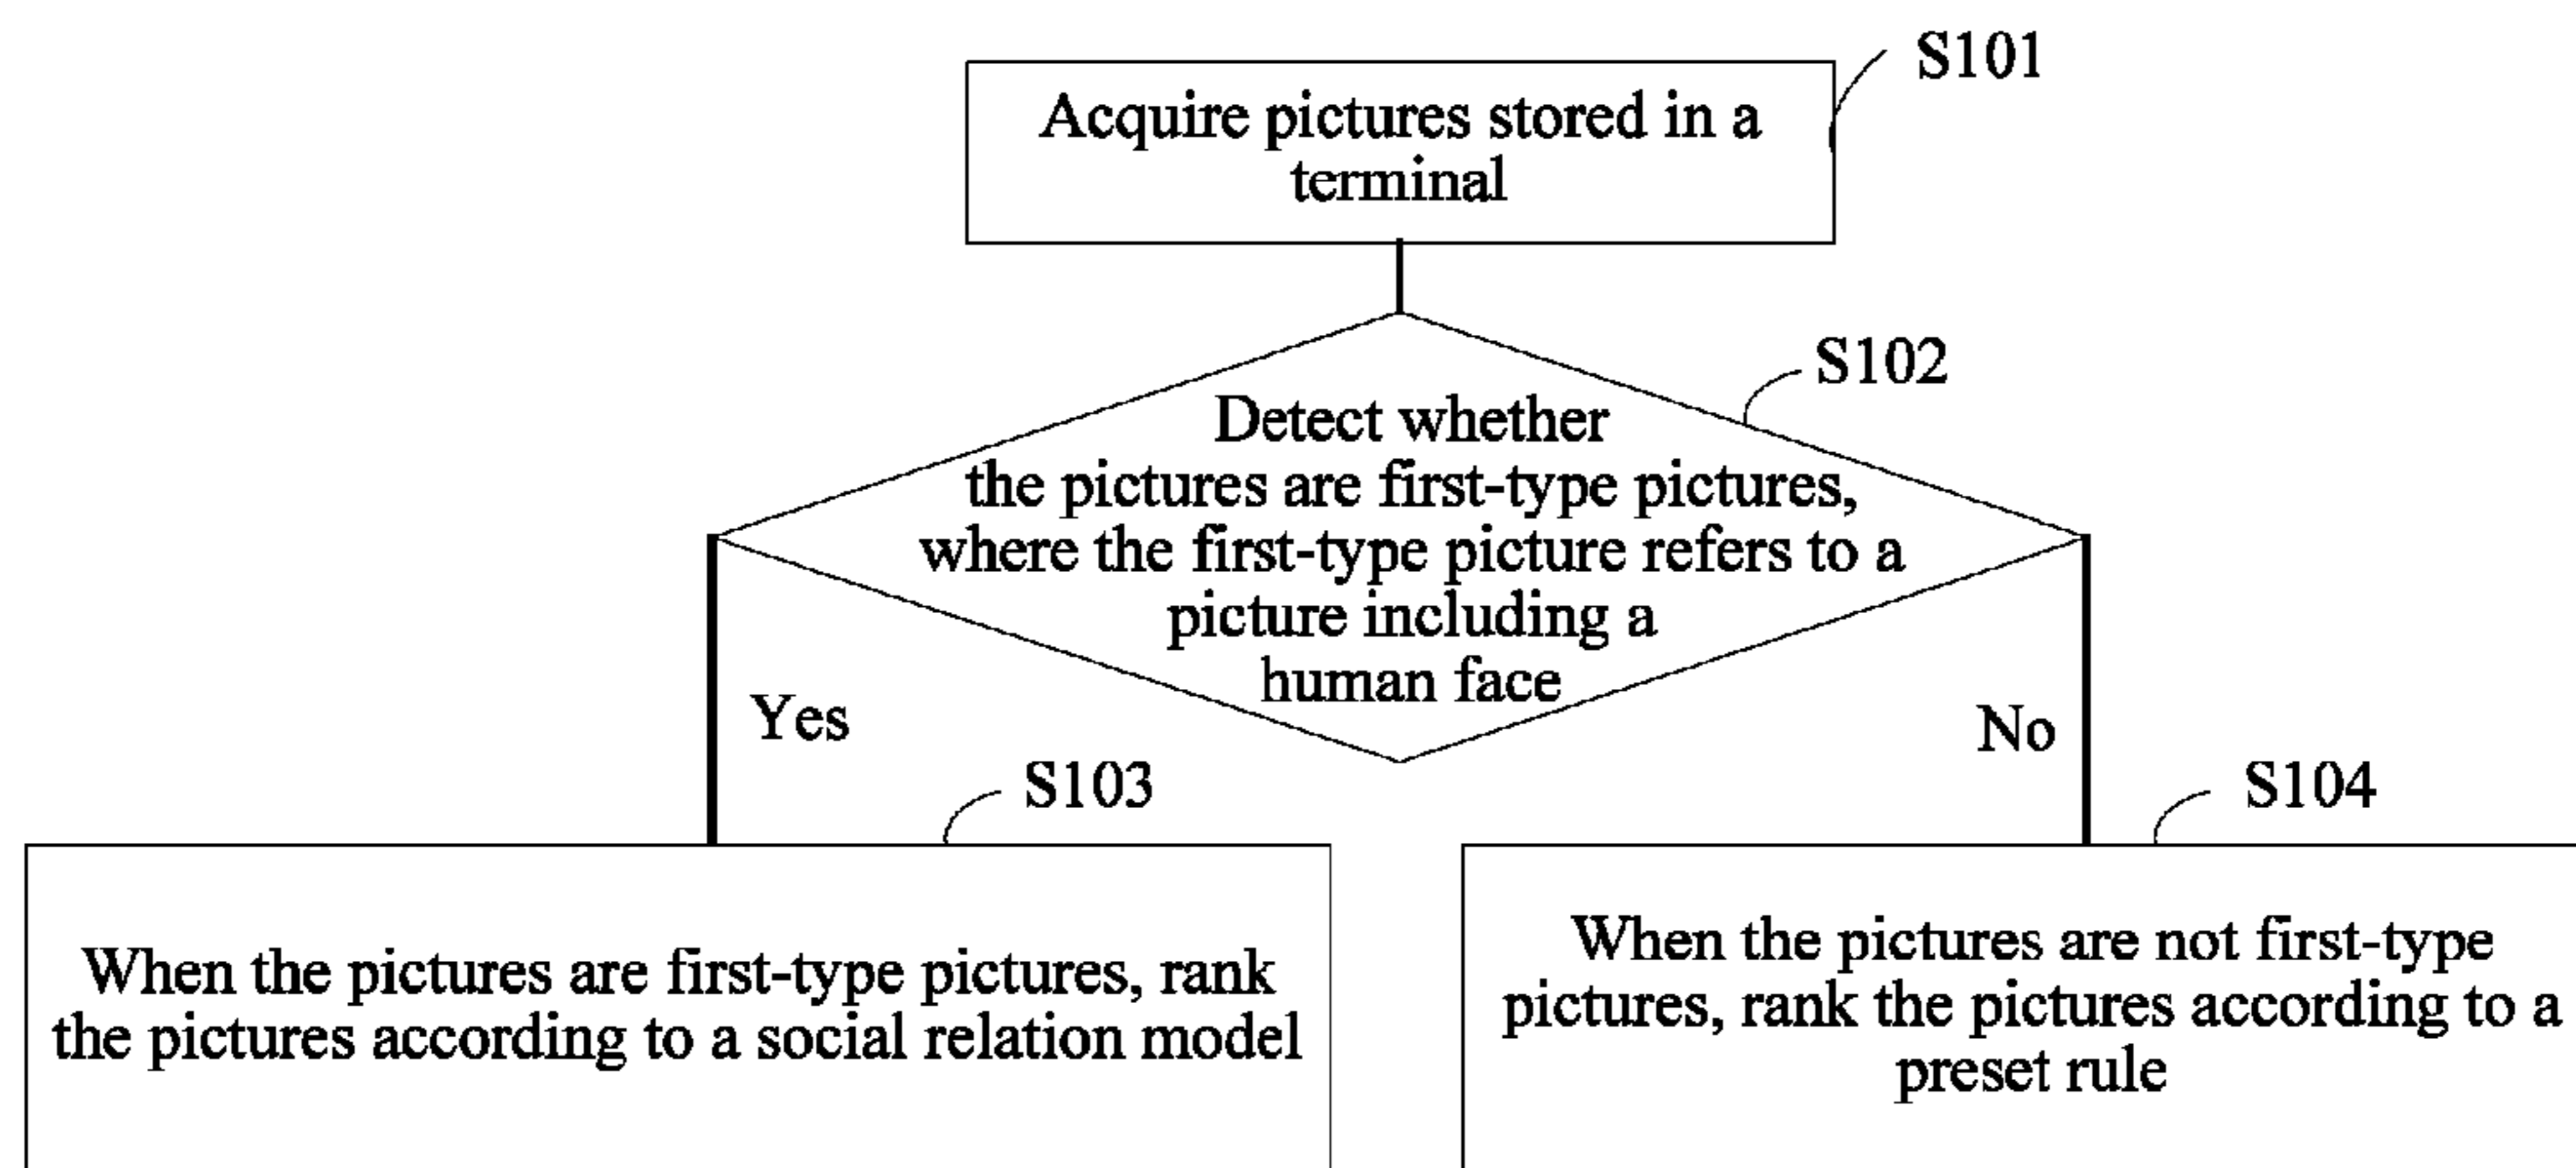 S101
Acquire pictures stored in a
terminal
S102
Detect whether
the pictures are first-type pictures,
where the first-type picture refers to a
picture including a
human face
Yes
No
S103
S104
When the pictures are first-type pictures, rank
the pictures according to a social relation model
When the pictures are not first-type
pictures, rank the pictures according to a
preset rule